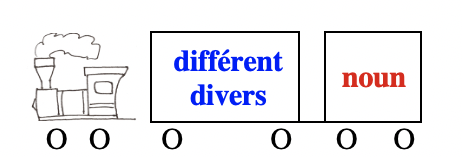 différent
divers
noun
O O O O O O